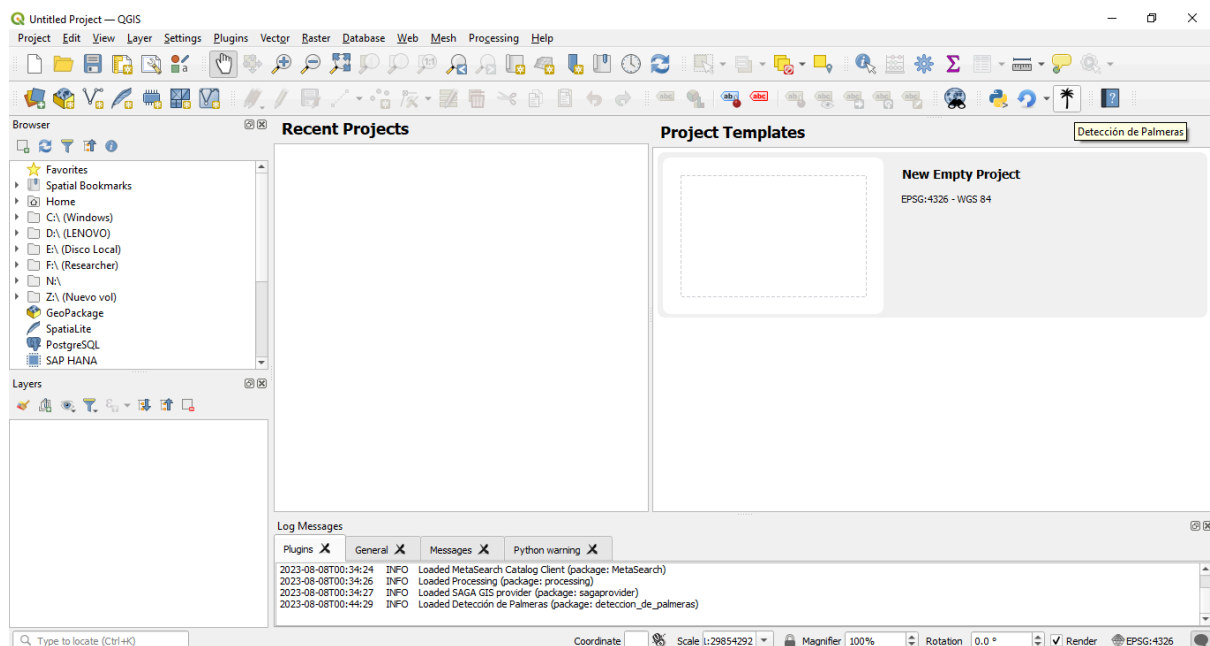 Untitled Project — QGIS
Project Edit View Layer Settings Plugins Vector Raster Database Web Mesh Processing Help
Browser
Favorites
Spatial Bookmarks
Home
C:\ (Windows)
D:\ (LENOVO)
E:\ (Disco Local)
F:\ (Researcher)
N:\
Z:\ (Nuevo vol)
GeoPackage
SpatiaLite
PostgreSQL
SAP HANA
Layers
Recent Projects
Project Templates
Detección de Palmeras
New Empty Project
EPSG:4326 - WGS 84
Log Messages
Plugins General Messages Python warning
2023-08-08T00:34:24 INFO Loaded MetaSearch Catalog Client (package: MetaSearch)
2023-08-08T00:34:26 INFO Loaded Processing (package: processing)
2023-08-08T00:34:27 INFO Loaded SAGA GIS provider (package: sagaprovider)
2023-08-08T00:44:29 INFO Loaded Detección de Palmeras (package: deteccion_de_palmeras)
Type to locate (Ctrl+K) Coordinate Scale 1:29854292 Magnifier 100% Rotation 0.0 ° Render EPSG:4326